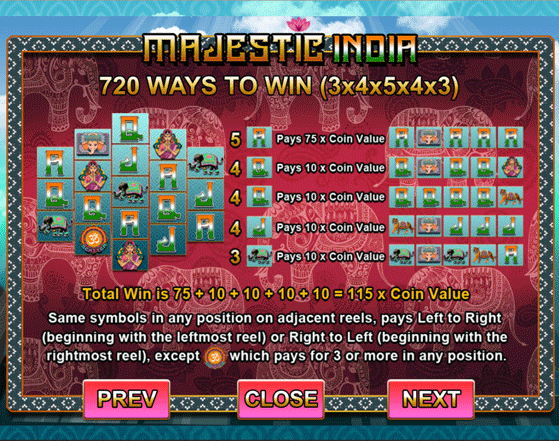 MAJESTIC INDIA
720 WAYS TO WIN (3x4x5x4x3)
5 A Pays 75 x Coin Value
4 A Pays 10 x Coin Value
4 Q Pays 10 x Coin Value
4 J Pays 10 x Coin Value
3 Pays 10 x Coin Value
Total Win is 75 + 10 + 10 + 10 + 10 = 115 x Coin Value
Same symbols in any position on adjacent reels, pays Left to Right
(beginning with the leftmost reel) or Right to Left (beginning with the
rightmost reel), except ॐ which pays for 3 or more in any position.
PREV CLOSE NEXT